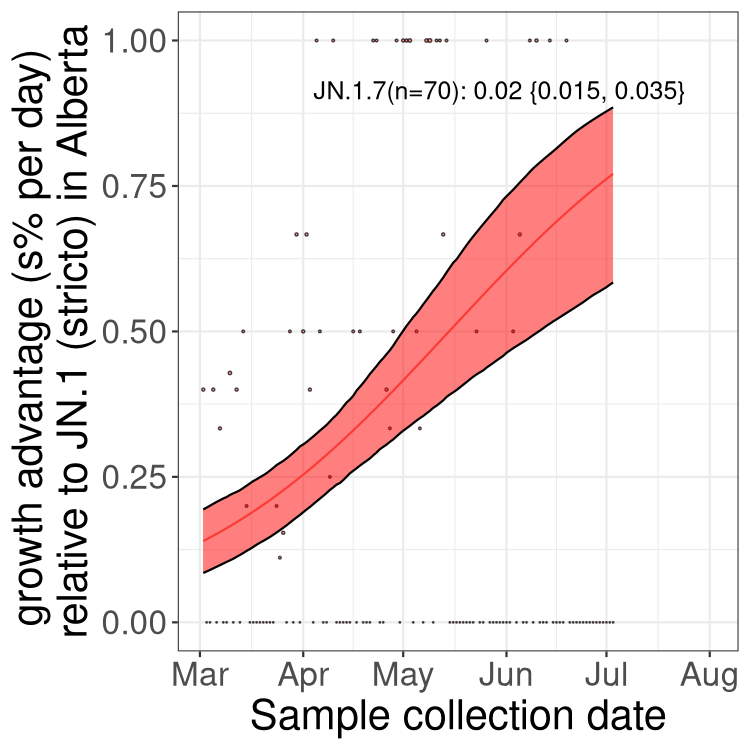 growth advantage (s% per day)
relative to JN.1 (stricto) in Alberta
1.00
0.75
0.50
0.25
0.00
JN.1.7(n=70): 0.02 {0.015, 0.035}
Mar Apr May Jun Jul Aug
Sample collection date